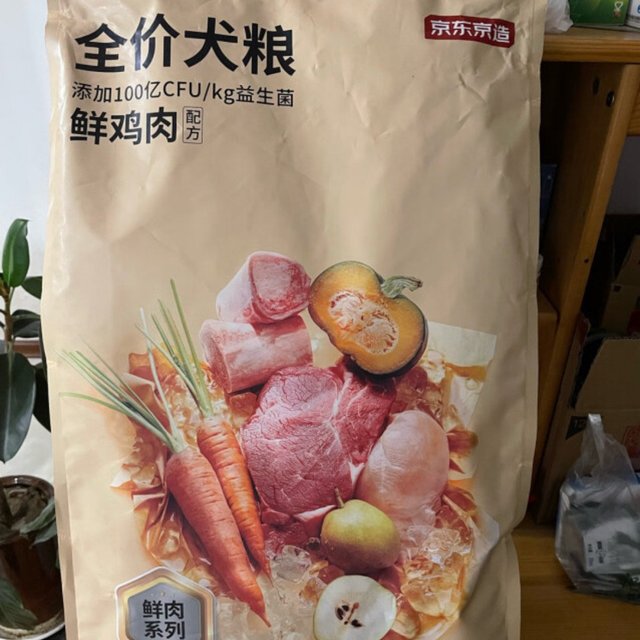 全价犬粮
京东京造
添加100亿CFU/kg益生菌
鲜鸡肉配方
鲜肉
系列